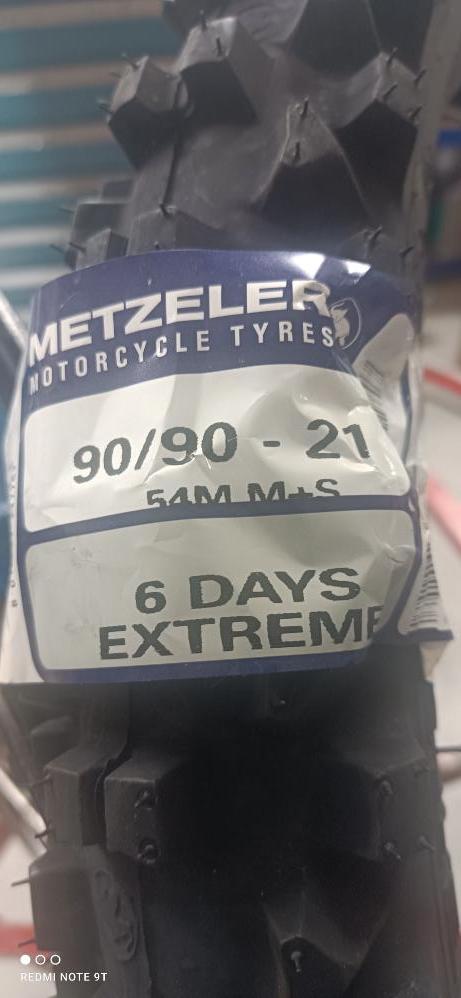 METZELER
MOTORCYCLE TYRES
90/90 - 21
54M M+S
6 DAYS
EXTREME
REDMI NOTE 9T